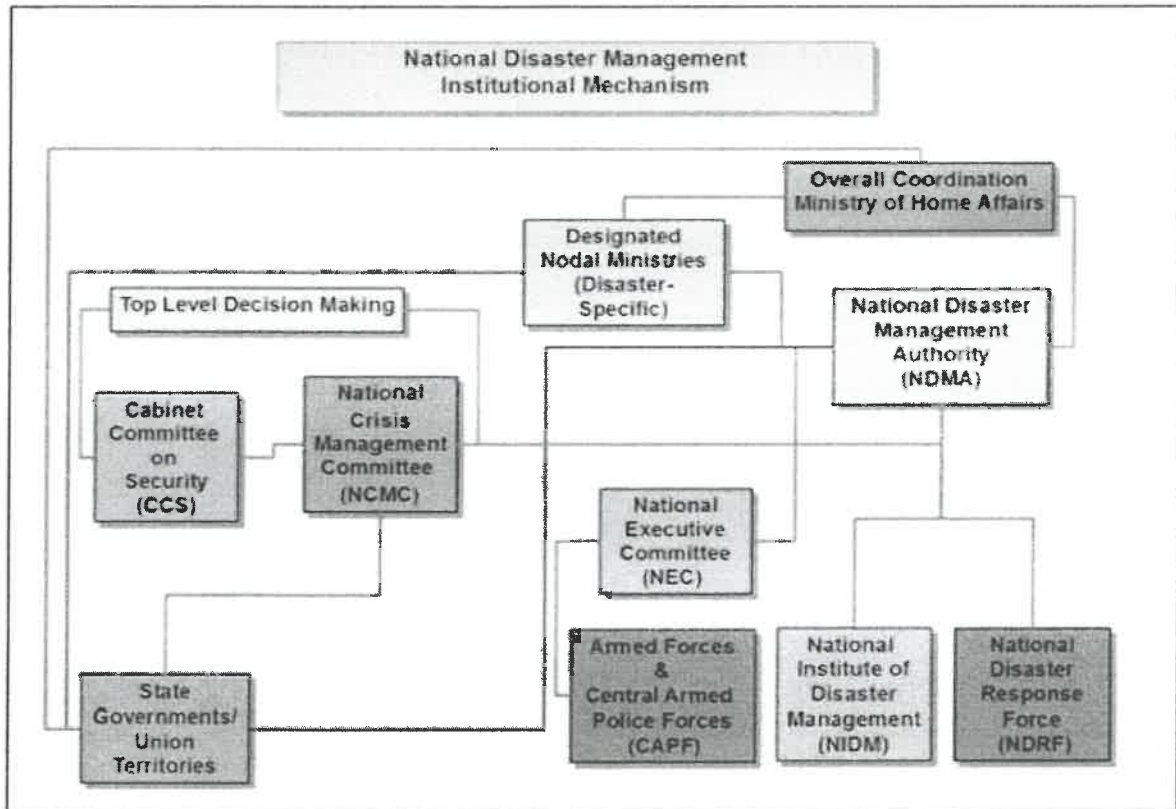 National Disaster Management
Institutional Mechanism
Overall Coordination
Ministry of Home Affairs
Designated
Nodal Ministries
(Disaster-
Specific)
Top Level Decision Making
National Disaster
Management
Authority
(NDMA)
Cabinet
Committee
on
Security
(CCS)
National
Crisis
Management
Committee
(NCMC)
National
Executive
Committee
(NEC)
State
Governments/
Union
Territories
Armed Forces
&
Central Armed
Police Forces
(CAPF)
National
Institute of
Disaster
Management
(NIDM)
National
Disaster
Response
Force
(NDRF)